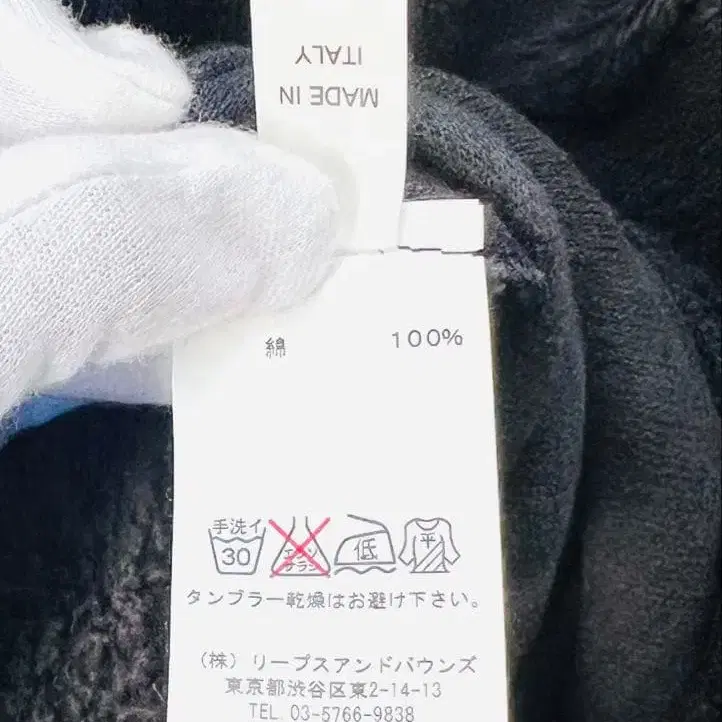 MADE IN
ITALY
綿 100%
手洗イ
30
エンソ
サラシ
低
平
タンブラー乾燥はお避け下さい。
(株) リープスアンドバウンズ
東京都渋谷区東2-14-13
TEL. 03-5766-9838